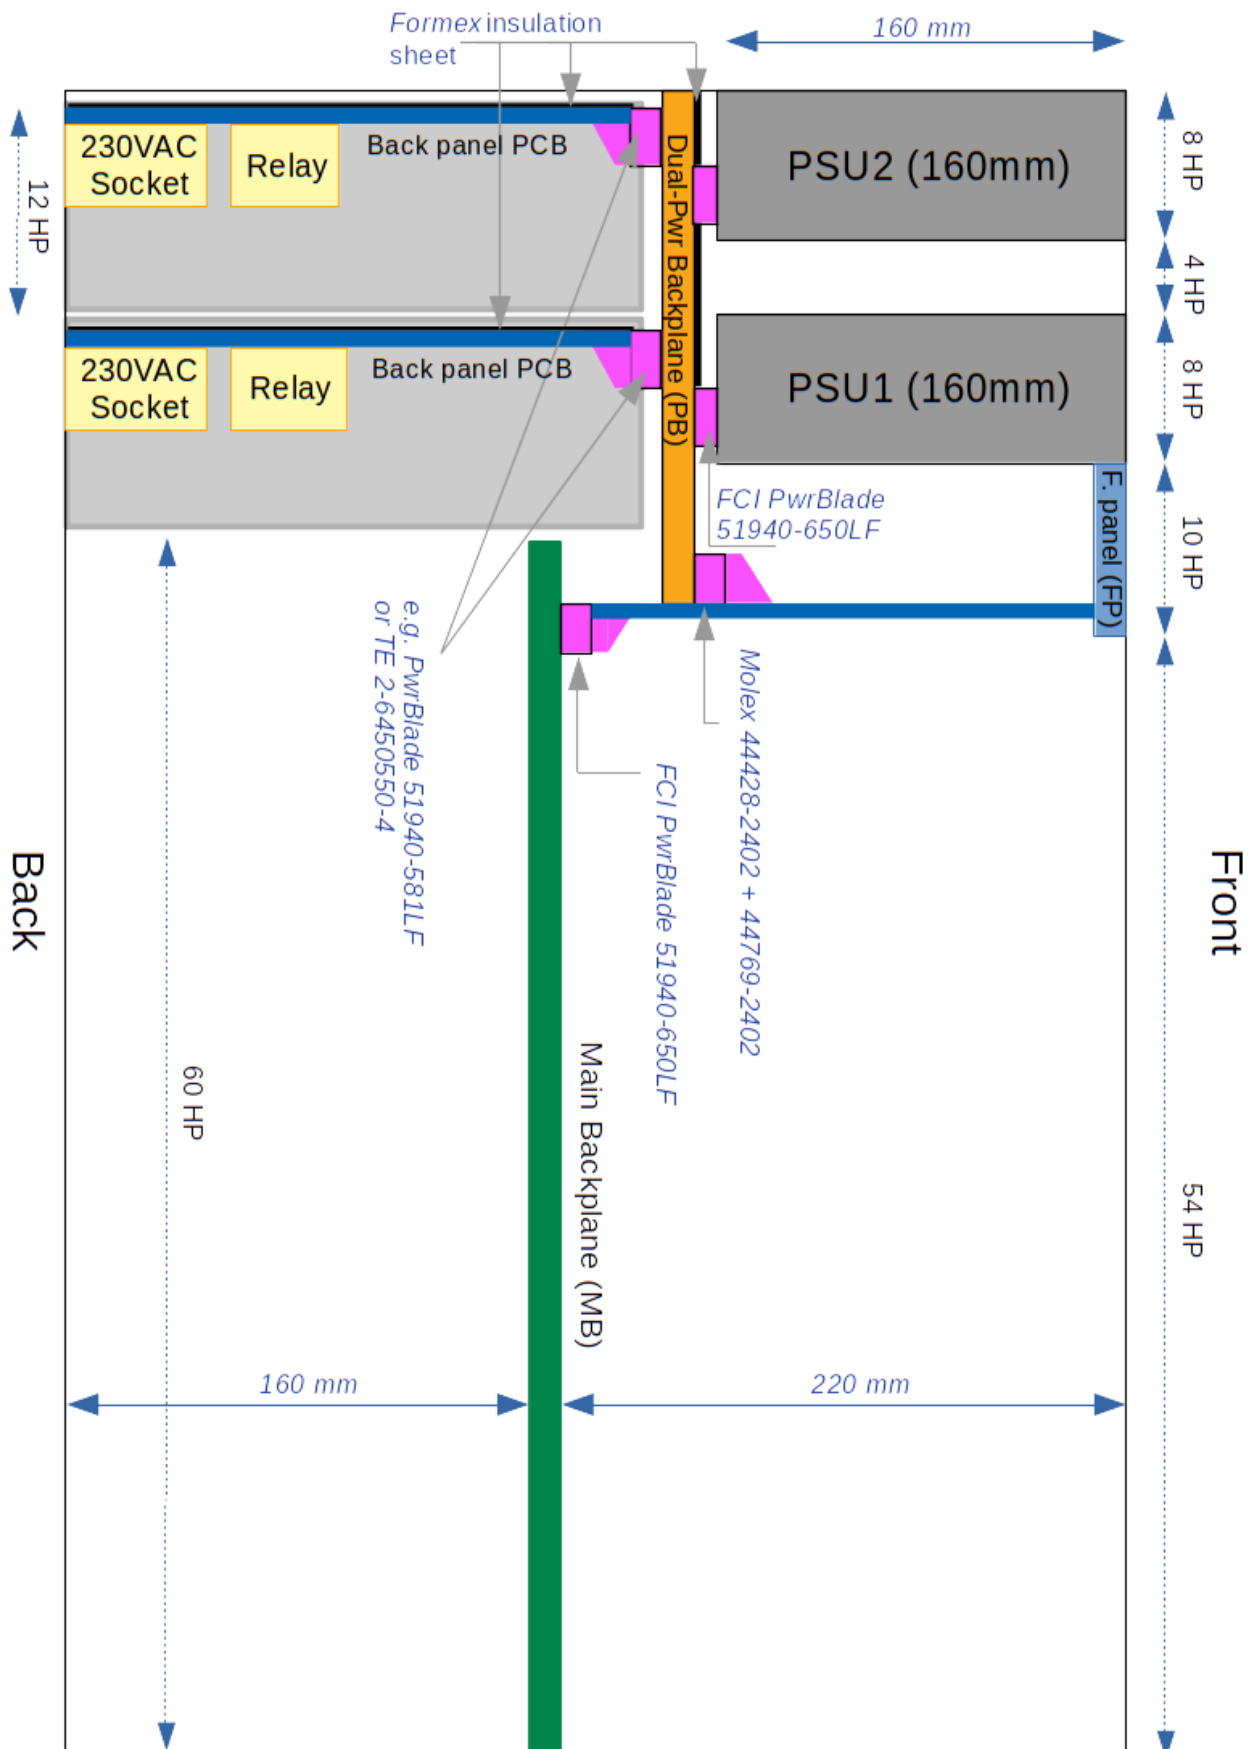 Formex insulation
sheet
160 mm
230VAC
Socket
Relay
Back panel PCB
Dual-Pwr Backplane (PB)
PSU2 (160mm)
8 HP
12 HP
4 HP
230VAC
Socket
Relay
Back panel PCB
PSU1 (160mm)
8 HP
FCI PwrBlade
51940-650LF
F. panel (FP)
10 HP
e.g. PwrBlade 51940-581LF
or TE 2-6450550-4
Molex 44428-2402 + 44769-2402
FCI PwrBlade 51940-650LF
Back
Front
60 HP
Main Backplane (MB)
54 HP
160 mm
220 mm